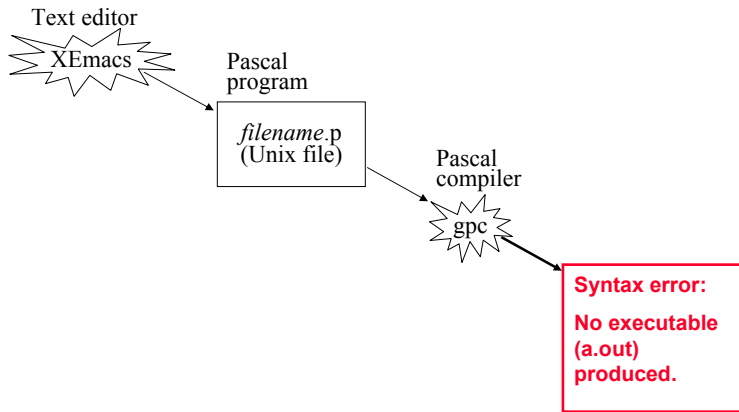 Text editor
XEmacs
Pascal
program
filename.p
(Unix file)
Pascal
compiler
gpc
Syntax error:
No executable
(a.out)
produced.